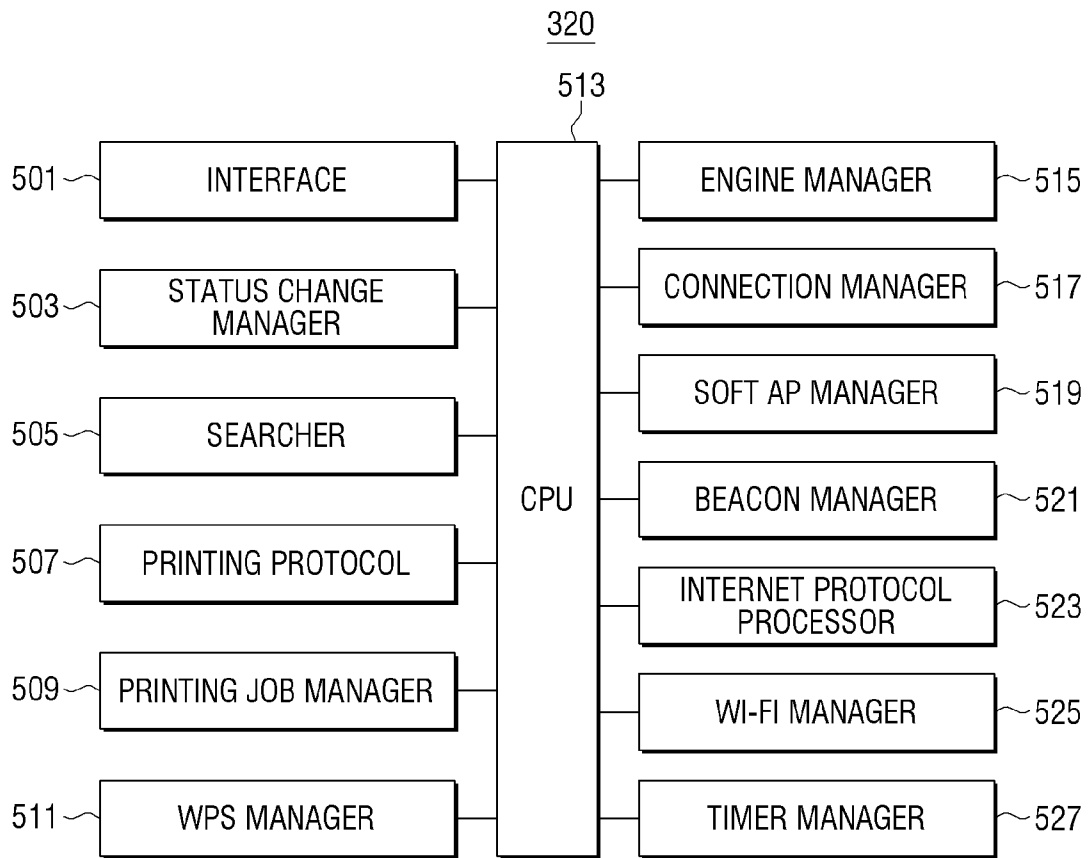 320
513
501
INTERFACE
503
STATUS CHANGE
MANAGER
505
SEARCHER
507
PRINTING PROTOCOL
509
PRINTING JOB MANAGER
511
WPS MANAGER
CPU
ENGINE MANAGER
515
CONNECTION MANAGER
517
SOFT AP MANAGER
519
BEACON MANAGER
521
INTERNET PROTOCOL
PROCESSOR
523
WI-FI MANAGER
525
TIMER MANAGER
527